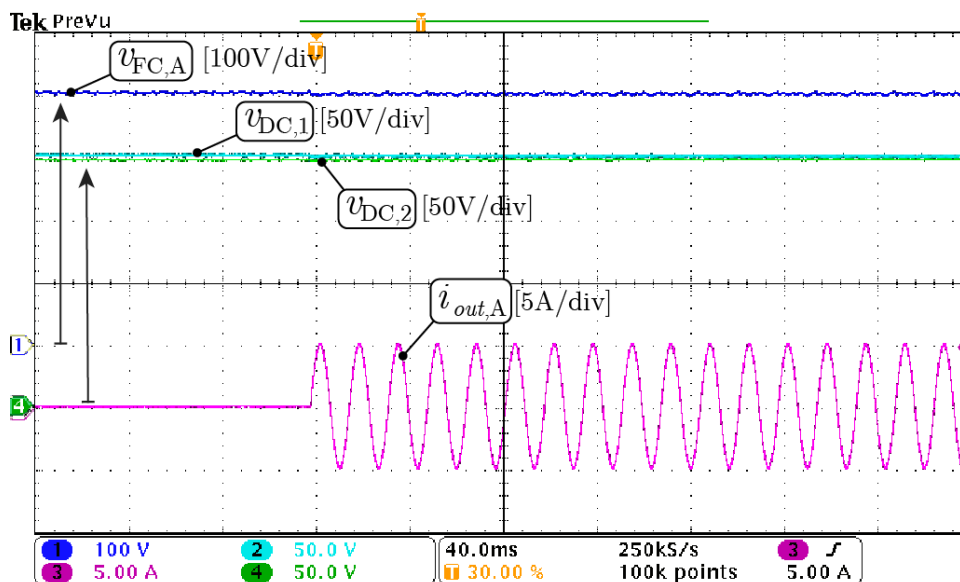 Tek PreVu
T
T
v_FC,A [100V/div]
v_DC,1 [50V/div]
v_DC,2 [50V/div]
i_out,A [5A/div]
1
4
1 100 V 2 50.0 V
3 5.00 A 4 50.0 V
40.0ms 250kS/s 3 ƒ
T 30.00 % 100k points 5.00 A